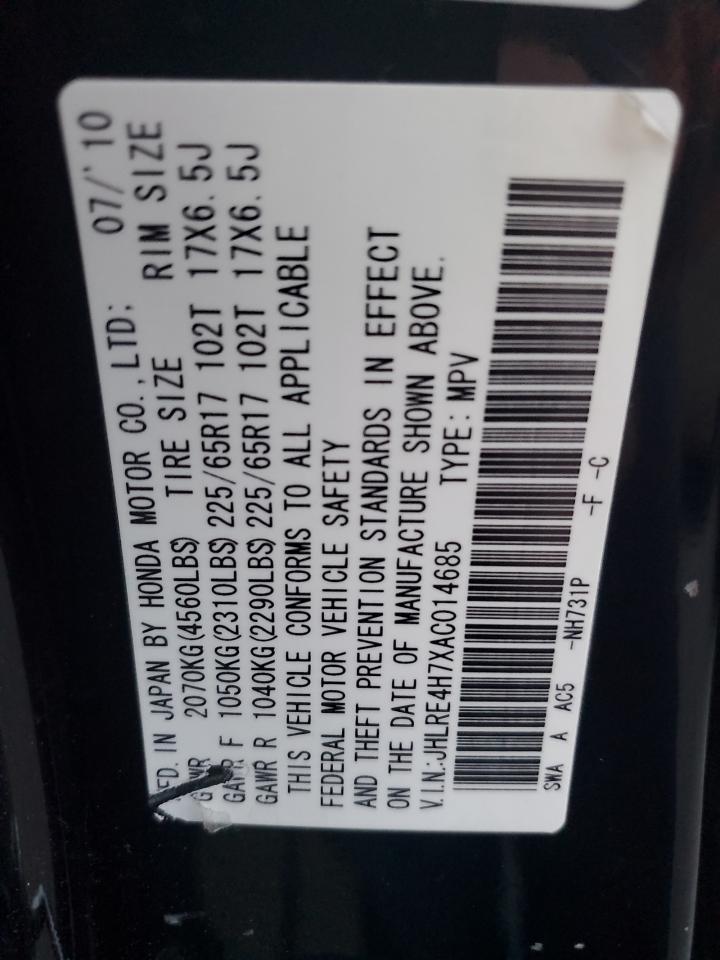 MFD. IN JAPAN BY HONDA MOTOR CO., LTD: 07/'10
GVWR 2070KG(4560LBS) TIRE SIZE RIM SIZE
GAWR F 1050KG(2310LBS) 225/65R17 102T 17X6.5J
GAWR R 1040KG(2290LBS) 225/65R17 102T 17X6.5J
THIS VEHICLE CONFORMS TO ALL APPLICABLE
FEDERAL MOTOR VEHICLE SAFETY
AND THEFT PREVENTION STANDARDS IN EFFECT
ON THE DATE OF MANUFACTURE SHOWN ABOVE.
V.I.N.:JHLRE4H7XAC014685 TYPE: MPV
SWA A AC5 -NH731P -F -C